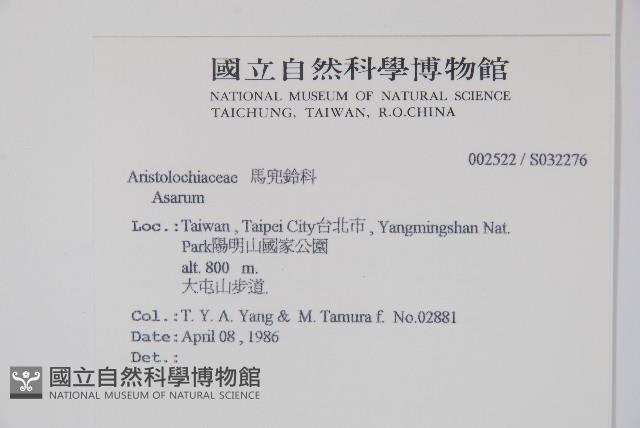 國立自然科學博物館
NATIONAL MUSEUM OF NATURAL SCIENCE
TAICHUNG, TAIWAN, R.O.CHINA
002522 / S032276
Aristolochiaceae 馬兜鈴科
Asarum
Loc.:Taiwan , Taipei City台北市 , Yangmingshan Nat.
Park陽明山國家公園
alt. 800 m.
大屯山步道.
Col.:T. Y. A. Yang & M. Tamura f. No.02881
Date:April 08 , 1986
Det.:
國立自然科學博物館
NATIONAL MUSEUM OF NATURAL SCIENCE